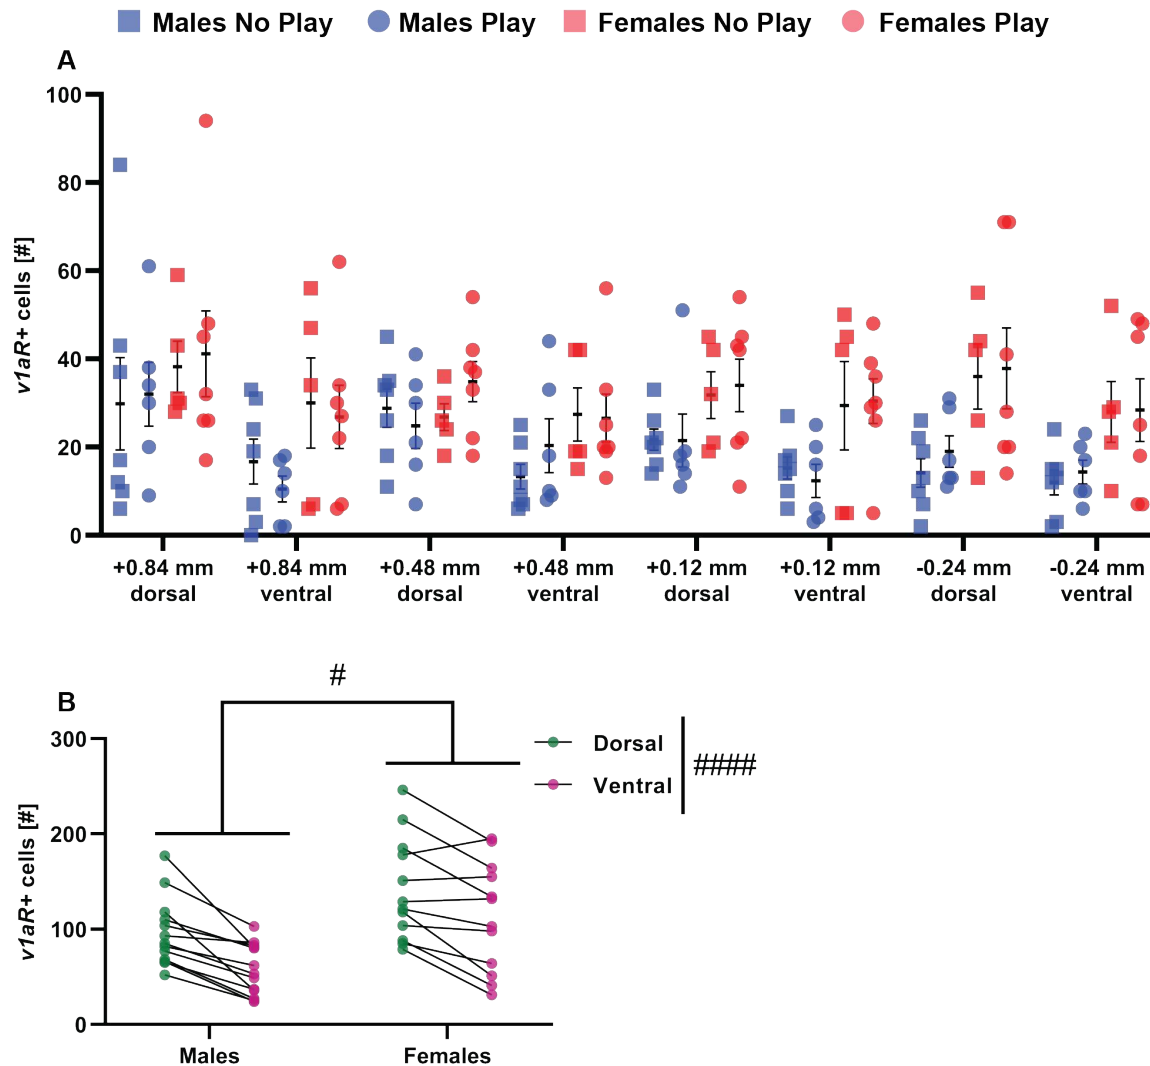 Males No Play Males Play Females No Play Females Play
A
100
80
60
40
20
0
v1aR+ cells [#]
+0.84 mm dorsal
+0.84 mm ventral
+0.48 mm dorsal
+0.48 mm ventral
+0.12 mm dorsal
+0.12 mm ventral
-0.24 mm dorsal
-0.24 mm ventral
B
#
300
200
100
0
v1aR+ cells [#]
Dorsal
Ventral
####
Males Females